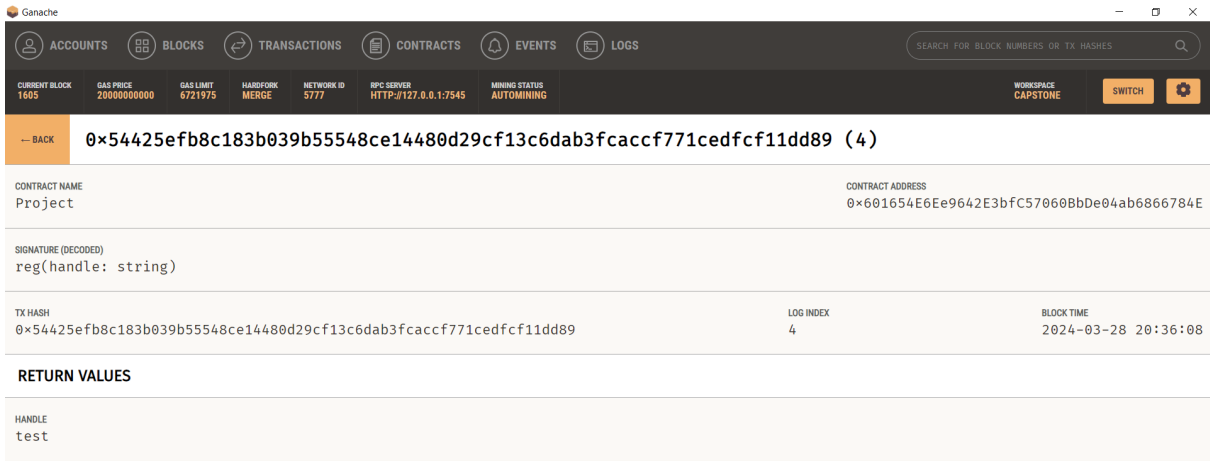 Ganache
ACCOUNTS BLOCKS TRANSACTIONS CONTRACTS EVENTS LOGS SEARCH FOR BLOCK NUMBERS OR TX HASHES
CURRENT BLOCK GAS PRICE GAS LIMIT HARDFORK NETWORK ID RPC SERVER MINING STATUS WORKSPACE
1605 20000000000 6721975 MERGE 5777 HTTP://127.0.0.1:7545 AUTOMINING CAPSTONE SWITCH
← BACK 0×54425efb8c183b039b55548ce14480d29cf13c6dab3fcaccf771cedfcf11dd89 (4)
CONTRACT NAME CONTRACT ADDRESS
Project 0×601654E6Ee9642E3bfC57060BbDe04ab6866784E
SIGNATURE (DECODED)
reg(handle: string)
TX HASH LOG INDEX BLOCK TIME
0×54425efb8c183b039b55548ce14480d29cf13c6dab3fcaccf771cedfcf11dd89 4 2024-03-28 20:36:08
RETURN VALUES
HANDLE
test